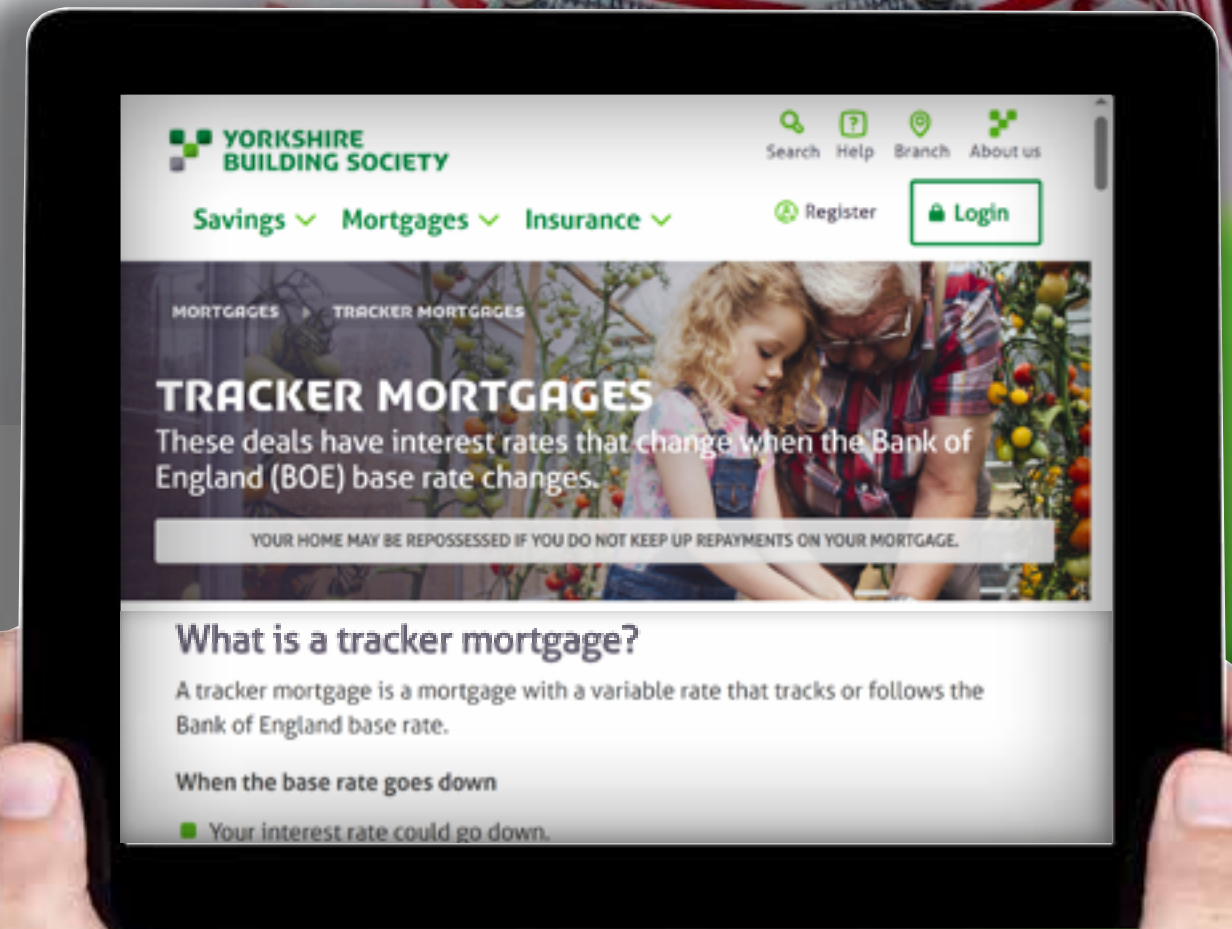 YORKSHIRE
BUILDING SOCIETY
Search Help Branch About us
Savings Mortgages Insurance
Register Login
MORTGAGES TRACKER MORTGAGES
TRACKER MORTGAGES
These deals have interest rates that change when the Bank of
England (BOE) base rate changes.
YOUR HOME MAY BE REPOSSESSED IF YOU DO NOT KEEP UP REPAYMENTS ON YOUR MORTGAGE.
What is a tracker mortgage?
A tracker mortgage is a mortgage with a variable rate that tracks or follows the
Bank of England base rate.
When the base rate goes down
Your interest rate could go down.